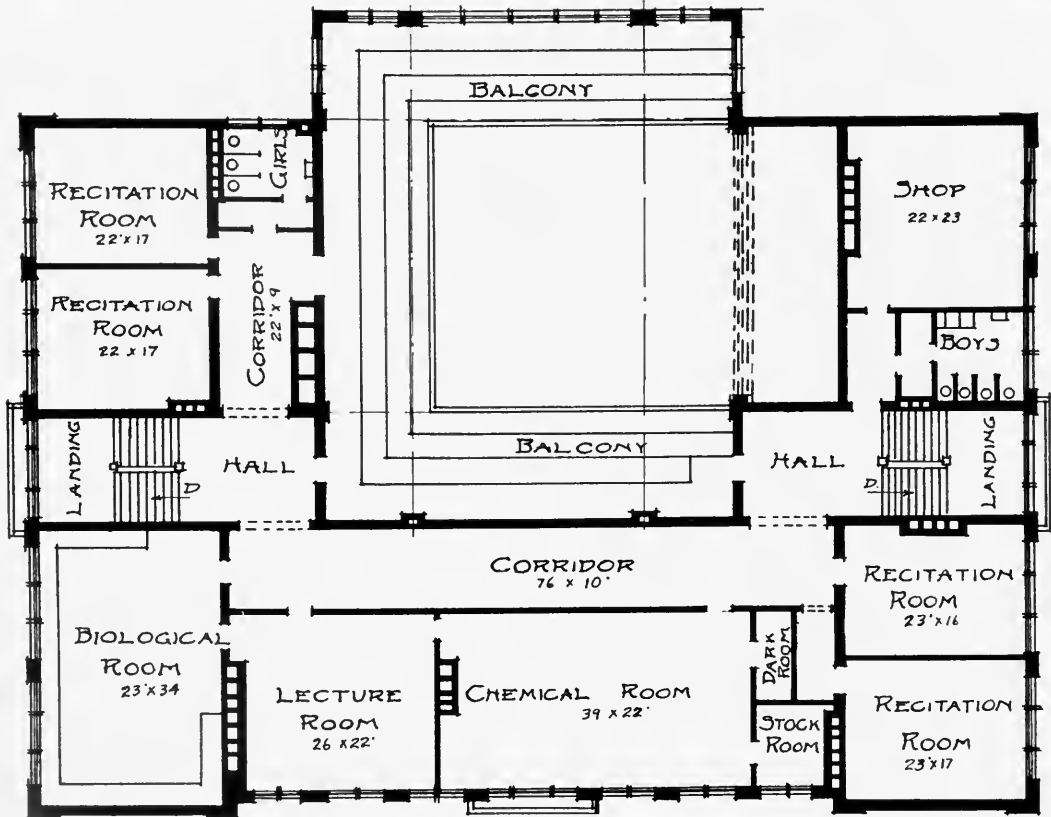 BALCONY
GIRLS
RECITATION
ROOM
22'x 17
SHOP
22 x 23
RECITATION
ROOM
22 x 17
CORRIDOR
22'x 9
BOYS
BALCONY
LANDING
HALL
D
HALL
D.
LANDING
CORRIDOR
76 x 10'
RECITATION
ROOM
23'x 16
BIOLOGICAL
ROOM
23'x 34
DARK
ROOM
LECTURE
ROOM
26 x 22'
CHEMICAL ROOM
39 x 22'
STOCK
ROOM
RECITATION
ROOM
23'x 17